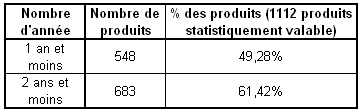 Nombre d'année
Nombre de produits
% des produits (1112 produits statistiquement valable)
1 an et moins
548
49,28%
2 ans et moins
683
61,42%